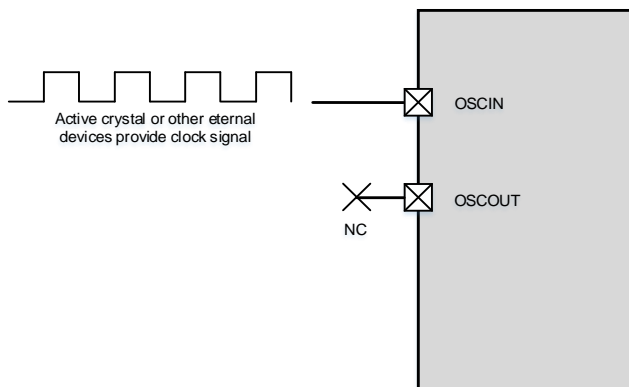 Active crystal or other eternal
devices provide clock signal
OSCIN
OSCOUT
NC